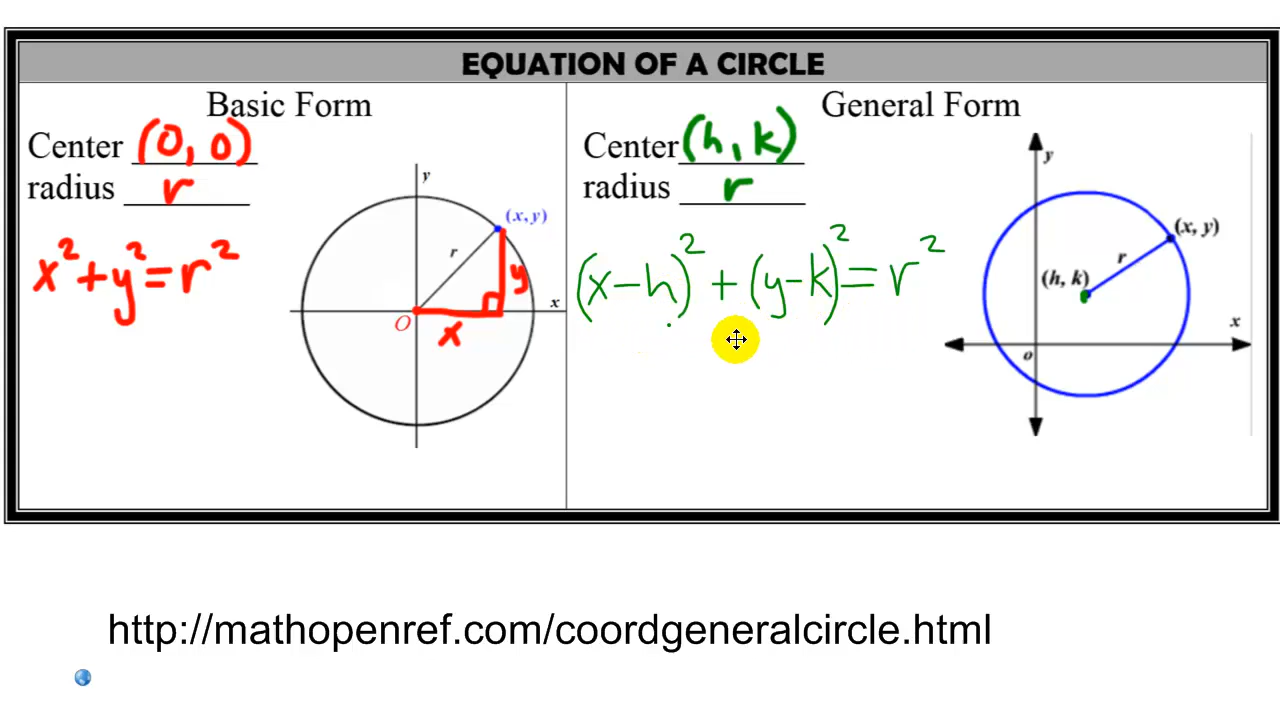 EQUATION OF A CIRCLE
Basic Form
Center (0, 0)
radius r
x² + y² = r²
y
(x, y)
r
y
x
O
x
General Form
Center (h, k)
radius r
(x − h)² + (y − k)² = r²
y
(x, y)
r
(h, k)
x
o
http://mathopenref.com/coordgeneralcircle.html